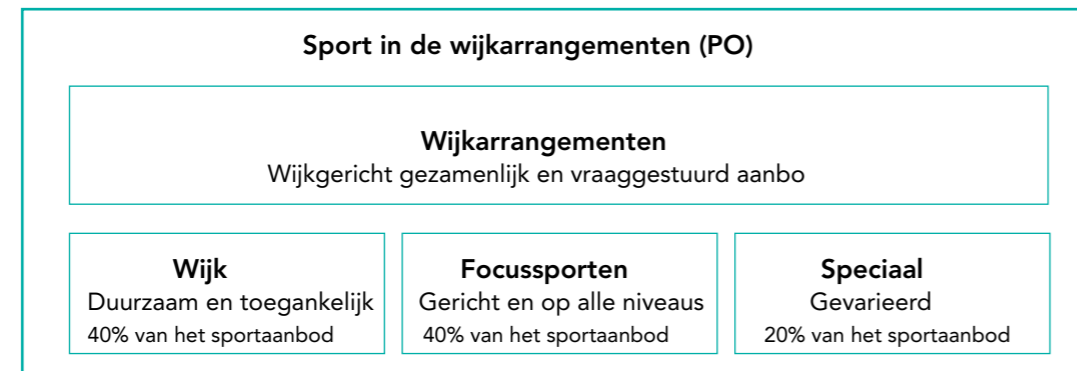 Sport in de wijkarrangementen (PO)
Wijkarrangementen
Wijkgericht gezamenlijk en vraaggestuurd aanbo
Wijk
Duurzaam en toegankelijk
40% van het sportaanbod
Focussporten
Gericht en op alle niveaus
40% van het sportaanbod
Speciaal
Gevarieerd
20% van het sportaanbod